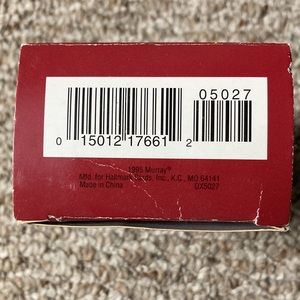 05027
0 15012 17661 2
1995 Murray®
Mfd. for Hallmark Cards, Inc., K.C., MO 64141
Made in China QX5027